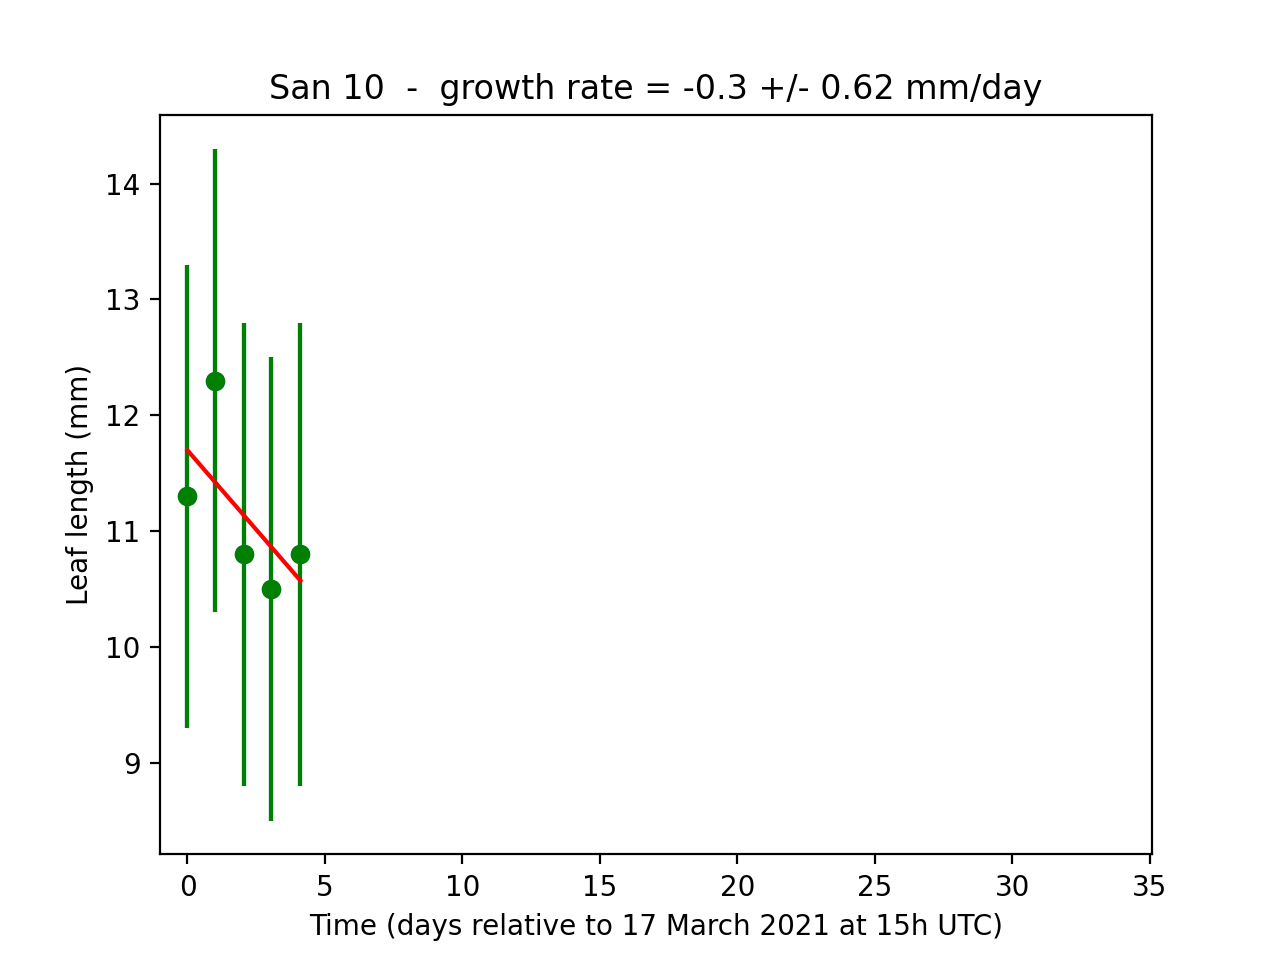 San 10 - growth rate = -0.3 +/- 0.62 mm/day
Leaf length (mm)
14
13
12
11
10
9
0 5 10 15 20 25 30 35
Time (days relative to 17 March 2021 at 15h UTC)